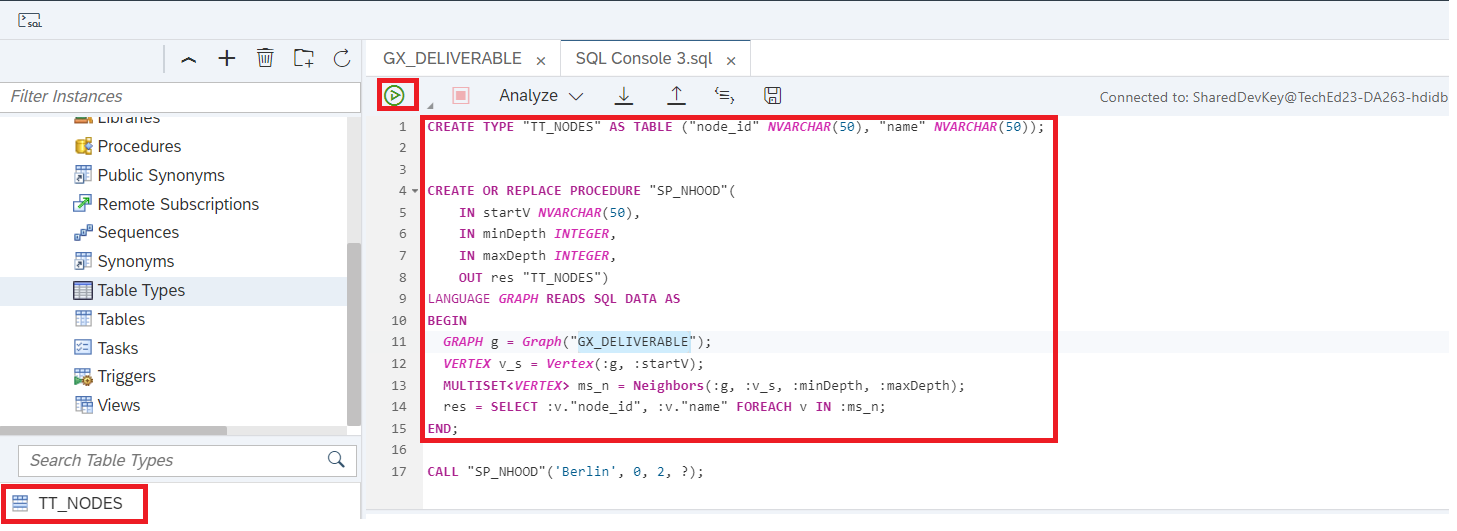 SQL
GX_DELIVERABLE ×
SQL Console 3.sql ×
Filter Instances
Analyze
Connected to: SharedDevKey@TechEd23-DA263-hdidb
Libraries
Procedures
Public Synonyms
Remote Subscriptions
Sequences
Synonyms
Table Types
Tables
Tasks
Triggers
Views
Search Table Types
TT_NODES
1 CREATE TYPE "TT_NODES" AS TABLE ("node_id" NVARCHAR(50), "name" NVARCHAR(50));
2
3
4 CREATE OR REPLACE PROCEDURE "SP_NHOOD"(
5 IN startV NVARCHAR(50),
6 IN minDepth INTEGER,
7 IN maxDepth INTEGER,
8 OUT res "TT_NODES")
9 LANGUAGE GRAPH READS SQL DATA AS
10 BEGIN
11 GRAPH g = Graph("GX_DELIVERABLE");
12 VERTEX v_s = Vertex(:g, :startV);
13 MULTISET<VERTEX> ms_n = Neighbors(:g, :v_s, :minDepth, :maxDepth);
14 res = SELECT :v."node_id", :v."name" FOREACH v IN :ms_n;
15 END;
16
17 CALL "SP_NHOOD"('Berlin', 0, 2, ?);